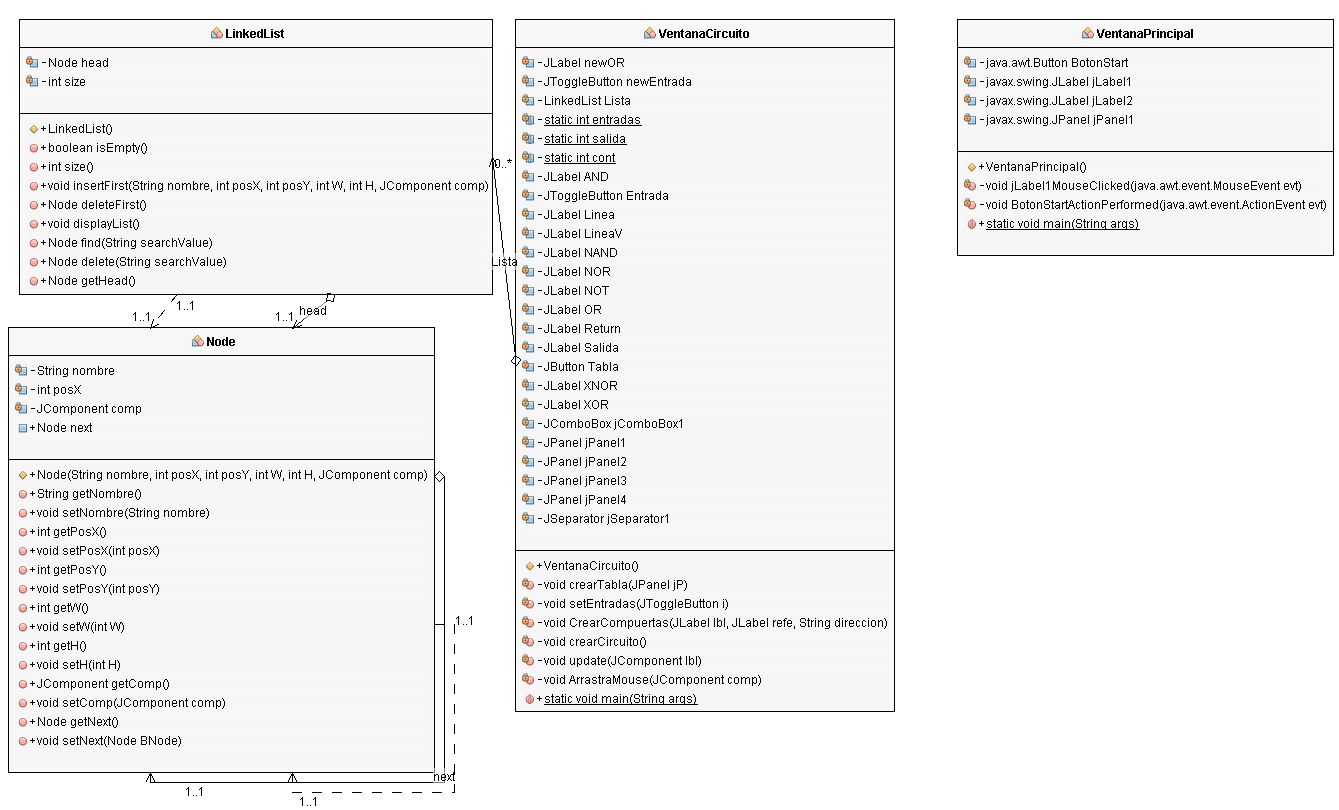 LinkedList
-Node head
-int size
+LinkedList()
+boolean isEmpty()
+int size()
+void insertFirst(String nombre, int posX, int posY, int W, int H, JComponent comp)
+Node deleteFirst()
+void displayList()
+Node find(String searchValue)
+Node delete(String searchValue)
+Node getHead()
1..1
1..1
1..1
head
Node
-String nombre
-int posX
-JComponent comp
+Node next
+Node(String nombre, int posX, int posY, int W, int H, JComponent comp)
+String getNombre()
+void setNombre(String nombre)
+int getPosX()
+void setPosX(int posX)
+int getPosY()
+void setPosY(int posY)
+int getW()
+void setW(int W)
+int getH()
+void setH(int H)
+JComponent getComp()
+void setComp(JComponent comp)
+Node getNext()
+void setNext(Node BNode)
1..1
next
1..1
1..1
0..*
Lista
VentanaCircuito
-JLabel newOR
-JToggleButton newEntrada
-LinkedList Lista
-static int entradas
-static int salida
-static int cont
-JLabel AND
-JToggleButton Entrada
-JLabel Linea
-JLabel LineaV
-JLabel NAND
-JLabel NOR
-JLabel NOT
-JLabel OR
-JLabel Return
-JLabel Salida
-JButton Tabla
-JLabel XNOR
-JLabel XOR
-JComboBox jComboBox1
-JPanel jPanel1
-JPanel jPanel2
-JPanel jPanel3
-JPanel jPanel4
-JSeparator jSeparator1
+VentanaCircuito()
-void crearTabla(JPanel jP)
-void setEntradas(JToggleButton i)
-void CrearCompuertas(JLabel lbl, JLabel refe, String direccion)
-void crearCircuito()
-void update(JComponent lbl)
-void ArrastraMouse(JComponent comp)
+static void main(String args)
VentanaPrincipal
-java.awt.Button BotonStart
-javax.swing.JLabel jLabel1
-javax.swing.JLabel jLabel2
-javax.swing.JPanel jPanel1
+VentanaPrincipal()
-void jLabel1MouseClicked(java.awt.event.MouseEvent evt)
-void BotonStartActionPerformed(java.awt.event.ActionEvent evt)
+static void main(String args)